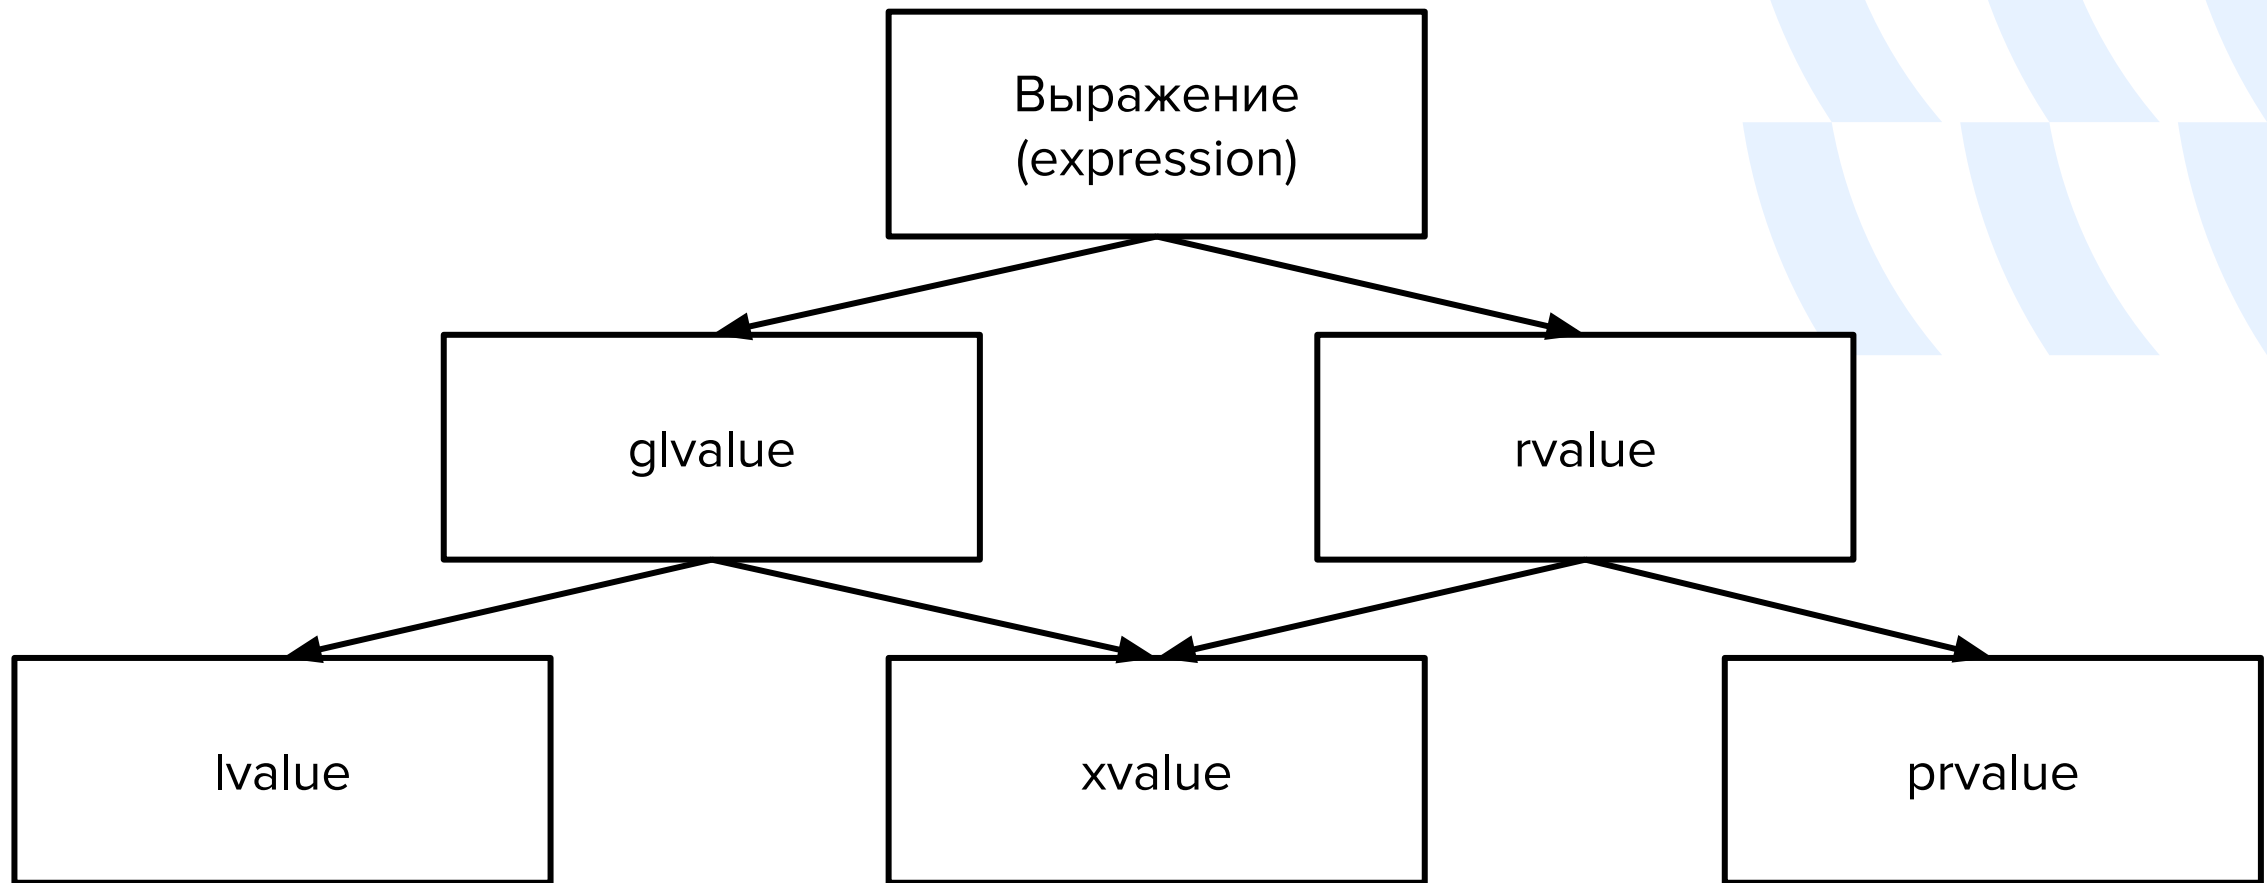 Выражение
(expression)
glvalue
rvalue
lvalue
xvalue
prvalue